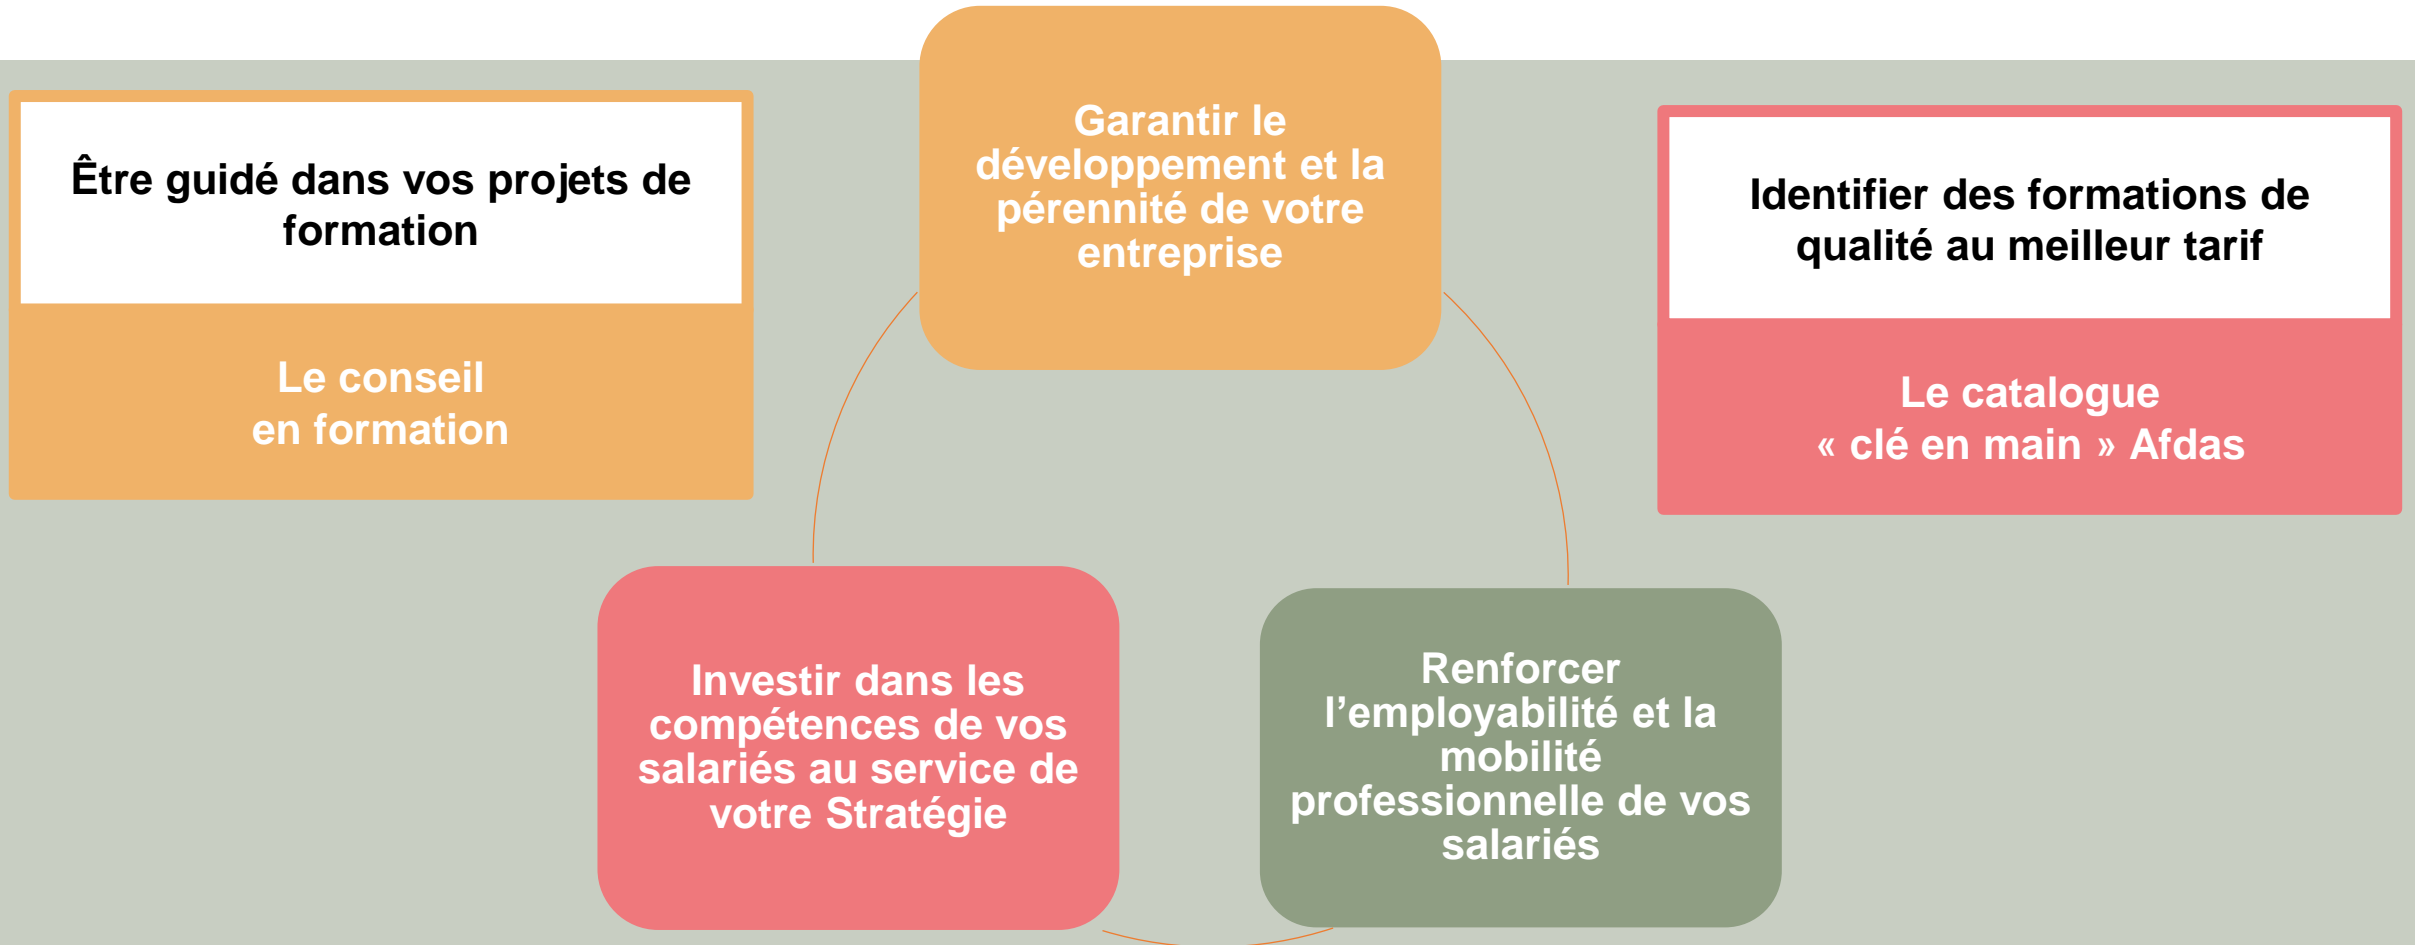 Être guidé dans vos projets de
formation
Le conseil
en formation
Garantir le
développement et la
pérennité de votre
entreprise
Identifier des formations de
qualité au meilleur tarif
Le catalogue
« clé en main » Afdas
Investir dans les
compétences de vos
salariés au service de
votre Stratégie
Renforcer
l’employabilité et la
mobilité
professionnelle de vos
salariés